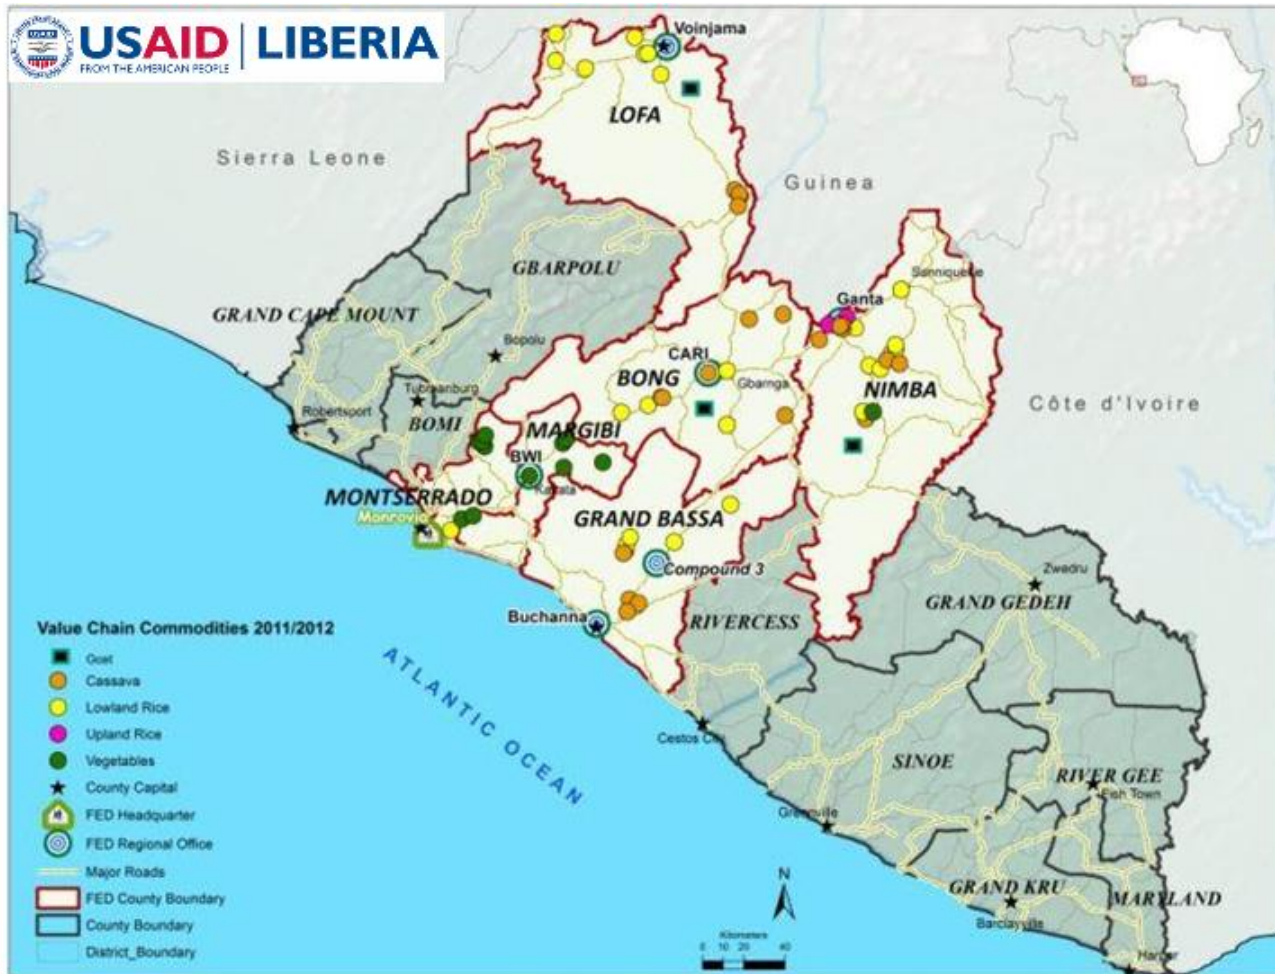 USAID | LIBERIA
FROM THE AMERICAN PEOPLE
Voinjama
LOFA
Sierra Leone
Guinea
GBARPOLU
Sanniquellie
GRAND CAPE MOUNT
Ganta
Bopolu
CARI
BONG
Gbarnga
NIMBA
Côte d'Ivoire
Tubmanburg
Robertsport
BOMI
MARGIBI
BWI
Kakata
MONTSERRADO
Monrovia
GRAND BASSA
Compound 3
Zwedru
GRAND GEDEH
Buchanna
RIVERCESS
ATLANTIC OCEAN
Cestos City
SINOE
RIVER GEE
Fish Town
Greenville
GRAND KRU
MARYLAND
Barclayville
Harper
Value Chain Commodities 2011/2012
Goat
Cassava
Lowland Rice
Upland Rice
Vegetables
County Capital
FED Headquarter
FED Regional Office
Major Roads
FED County Boundary
County Boundary
District_Boundary
N
Kilometers
0 10 20 40